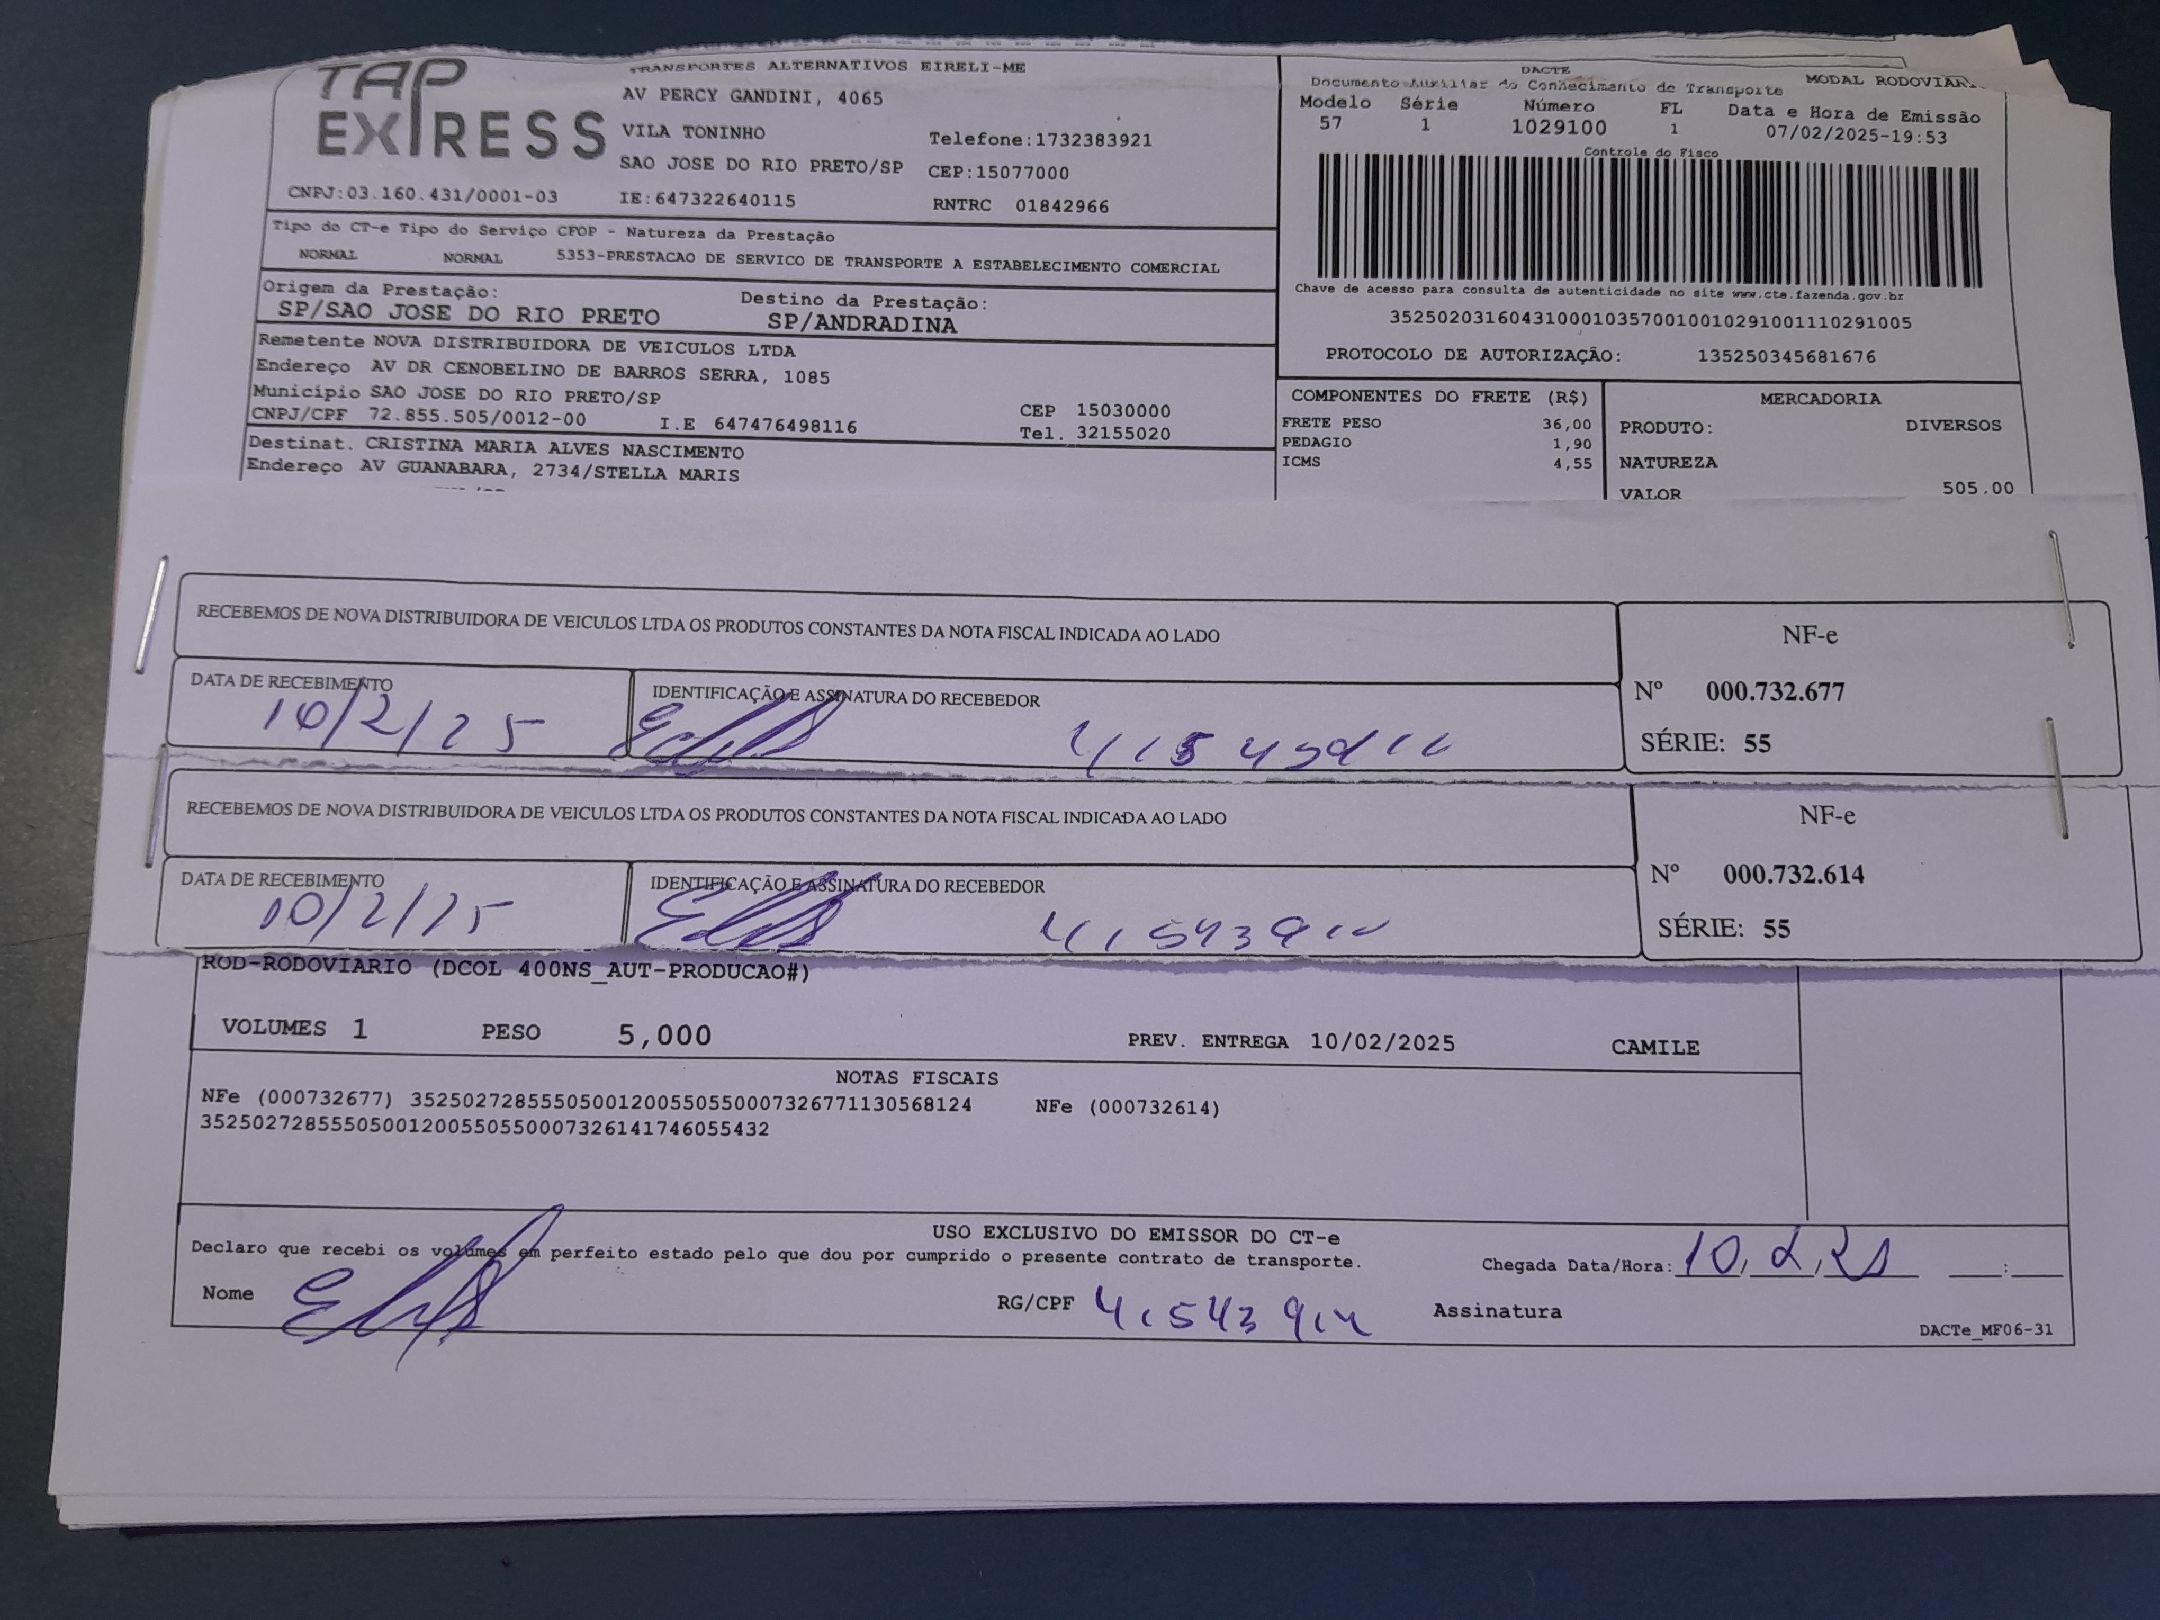 TAP EXPRESS
TRANSPORTES ALTERNATIVOS EIRELI-ME
AV PERCY GANDINI, 4065
VILA TONINHO
Telefone:1732383921
SAO JOSE DO RIO PRETO/SP CEP:15077000
CNPJ:03.160.431/0001-03 IE:647322640115 RNTRC 01842966
Tipo do CT-e Tipo do Serviço CFOP - Natureza da Prestação
NORMAL NORMAL 5353-PRESTACAO DE SERVICO DE TRANSPORTE A ESTABELECIMENTO COMERCIAL
Origem da Prestação: Destino da Prestação:
SP/SAO JOSE DO RIO PRETO SP/ANDRADINA
Remetente NOVA DISTRIBUIDORA DE VEICULOS LTDA
Endereço AV DR CENOBELINO DE BARROS SERRA, 1085
Município SAO JOSE DO RIO PRETO/SP CEP 15030000
CNPJ/CPF 72.855.505/0012-00 I.E 647476498116 Tel. 32155020
Destinat. CRISTINA MARIA ALVES NASCIMENTO
Endereço AV GUANABARA, 2734/STELLA MARIS
DACTE
Documento Auxiliar do Conhecimento de Transporte MODAL RODOVIAR
Modelo Série Número FL Data e Hora de Emissão
57 1 1029100 1 07/02/2025-19:53
Controle do Fisco
Chave de acesso para consulta de autenticidade no site www.cte.fazenda.gov.br
35250203160431000103570010010291001110291005
PROTOCOLO DE AUTORIZAÇÃO: 135250345681676
COMPONENTES DO FRETE (R$)
FRETE PESO 36,00
PEDAGIO 1,90
ICMS 4,55
MERCADORIA
PRODUTO: DIVERSOS
NATUREZA
VALOR 505,00
RECEBEMOS DE NOVA DISTRIBUIDORA DE VEICULOS LTDA OS PRODUTOS CONSTANTES DA NOTA FISCAL INDICADA AO LADO
DATA DE RECEBIMENTO IDENTIFICAÇÃO E ASSINATURA DO RECEBEDOR
10/2/25
NF-e
Nº 000.732.677
SÉRIE: 55
RECEBEMOS DE NOVA DISTRIBUIDORA DE VEICULOS LTDA OS PRODUTOS CONSTANTES DA NOTA FISCAL INDICADA AO LADO
DATA DE RECEBIMENTO IDENTIFICAÇÃO E ASSINATURA DO RECEBEDOR
10/2/25
NF-e
Nº 000.732.614
SÉRIE: 55
ROD-RODOVIARIO (DCOL 400NS_AUT-PRODUCAO#)
VOLUMES 1 PESO 5,000 PREV. ENTREGA 10/02/2025 CAMILE
NOTAS FISCAIS
NFe (000732677) 35250272855505001200550550007326771130568124 NFe (000732614)
35250272855505001200550550007326141746055432
USO EXCLUSIVO DO EMISSOR DO CT-e
Declaro que recebi os volumes em perfeito estado pelo que dou por cumprido o presente contrato de transporte. Chegada Data/Hora: 10, 2, 25 __:__
Nome RG/CPF Assinatura
DACTe_MF06-31